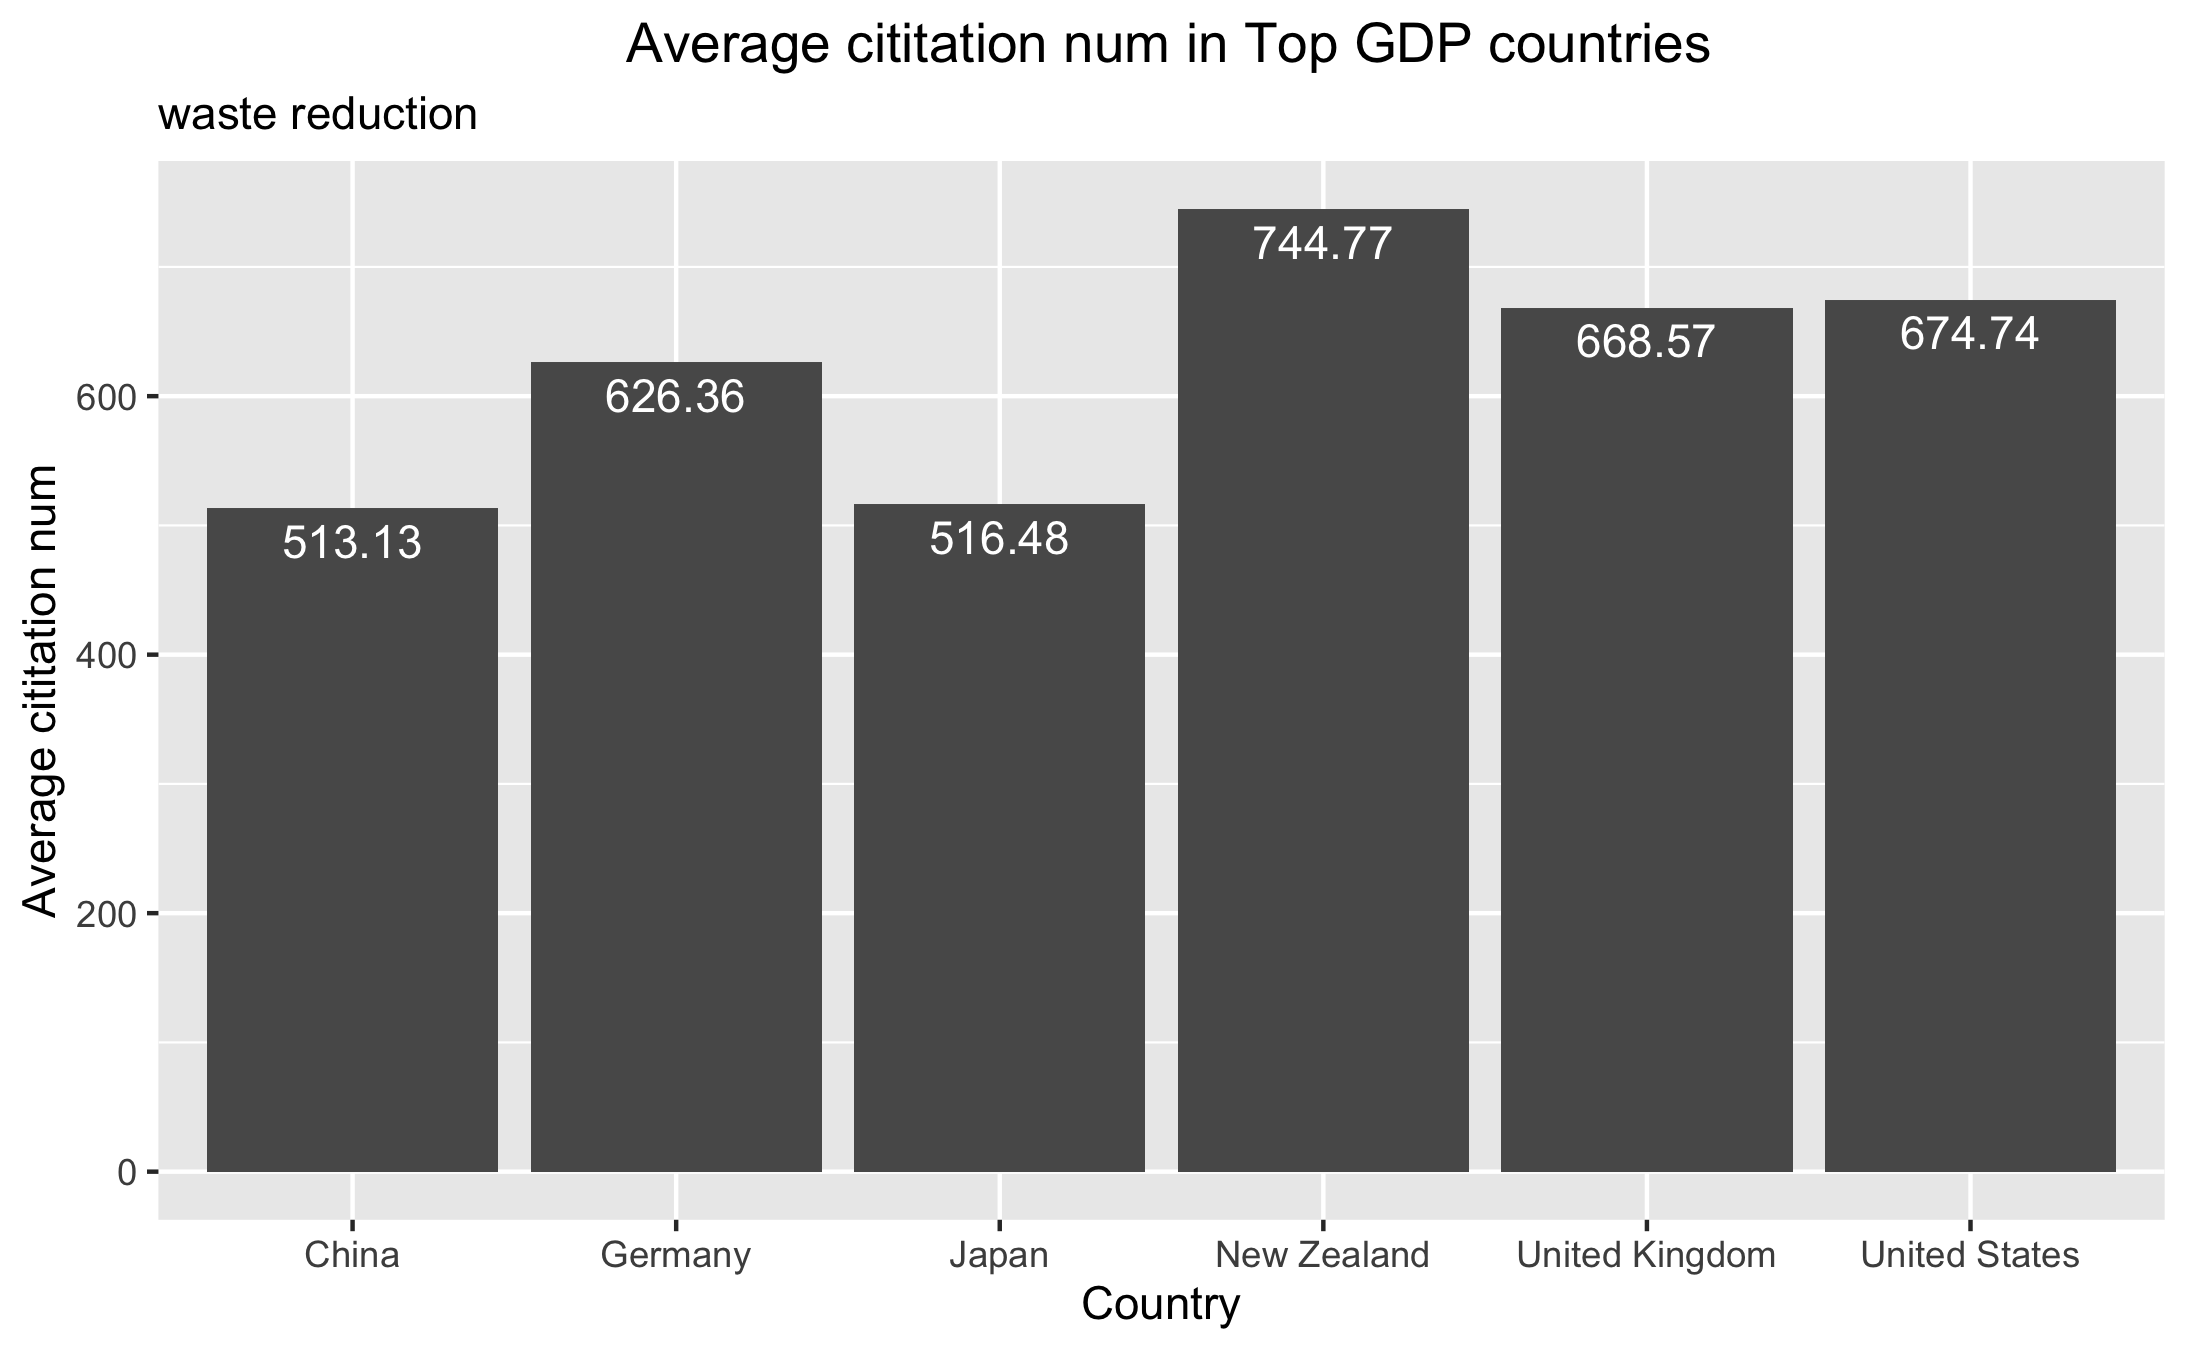 Average cititation num in Top GDP countries
waste reduction
Average cititation num
600
400
200
0
513.13
626.36
516.48
744.77
668.57
674.74
China
Germany
Japan
New Zealand
United Kingdom
United States
Country